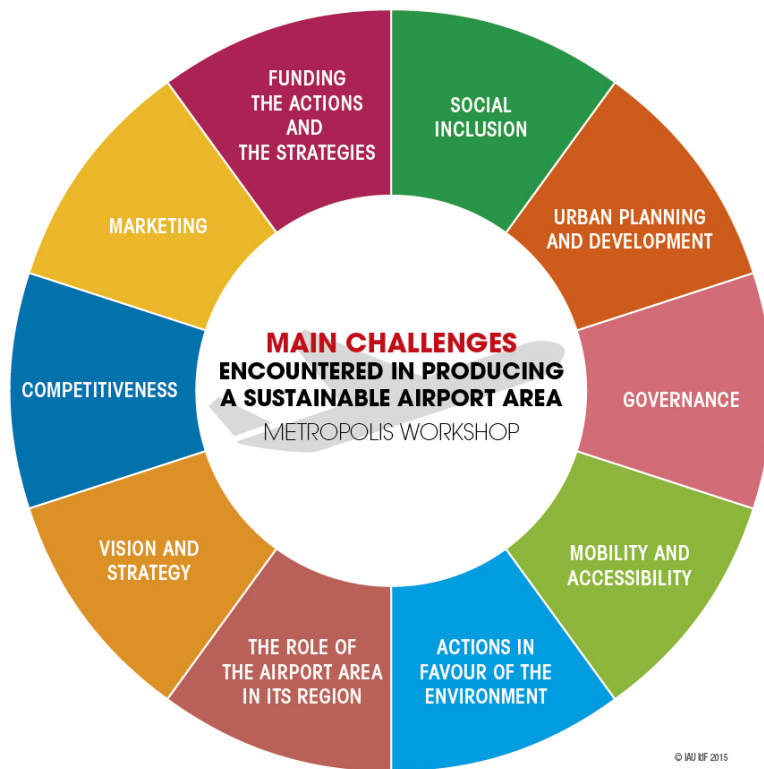 FUNDING
THE ACTIONS
AND
THE STRATEGIES
SOCIAL
INCLUSION
URBAN PLANNING
AND DEVELOPMENT
GOVERNANCE
MOBILITY AND
ACCESSIBILITY
ACTIONS IN
FAVOUR OF THE
ENVIRONMENT
THE ROLE OF
THE AIRPORT AREA
IN ITS REGION
VISION AND
STRATEGY
COMPETITIVENESS
MARKETING
MAIN CHALLENGES
ENCOUNTERED IN PRODUCING
A SUSTAINABLE AIRPORT AREA
METROPOLIS WORKSHOP
© IAU îdF 2015